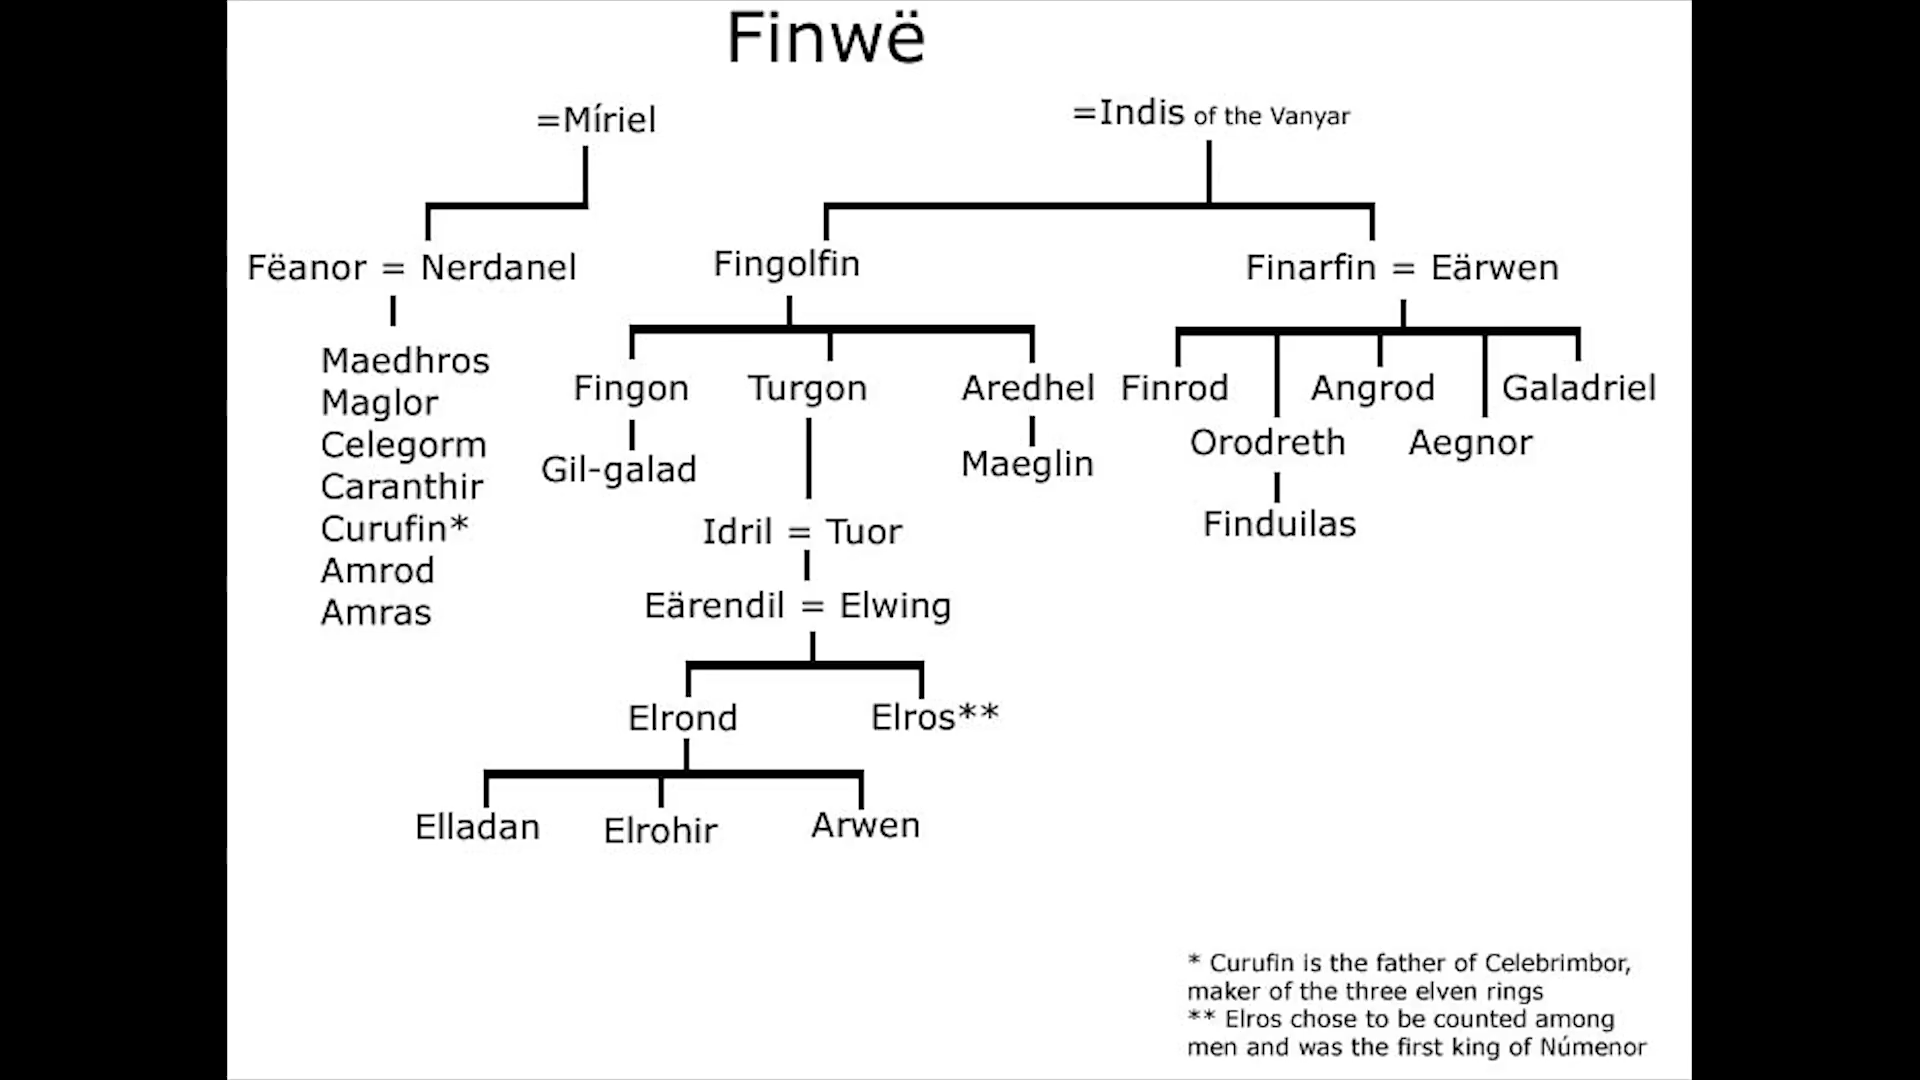 Finwë
=Míriel
=Indis of the Vanyar
Fëanor = Nerdanel
Fingolfin
Finarfin = Eärwen
Maedhros
Maglor
Celegorm
Caranthir
Curufin*
Amrod
Amras
Fingon
Turgon
Aredhel
Finrod
Angrod
Galadriel
Orodreth
Aegnor
Gil-galad
Maeglin
Finduilas
Idril = Tuor
Eärendil = Elwing
Elrond
Elros**
Elladan
Elrohir
Arwen
* Curufin is the father of Celebrimbor,
maker of the three elven rings
** Elros chose to be counted among
men and was the first king of Númenor